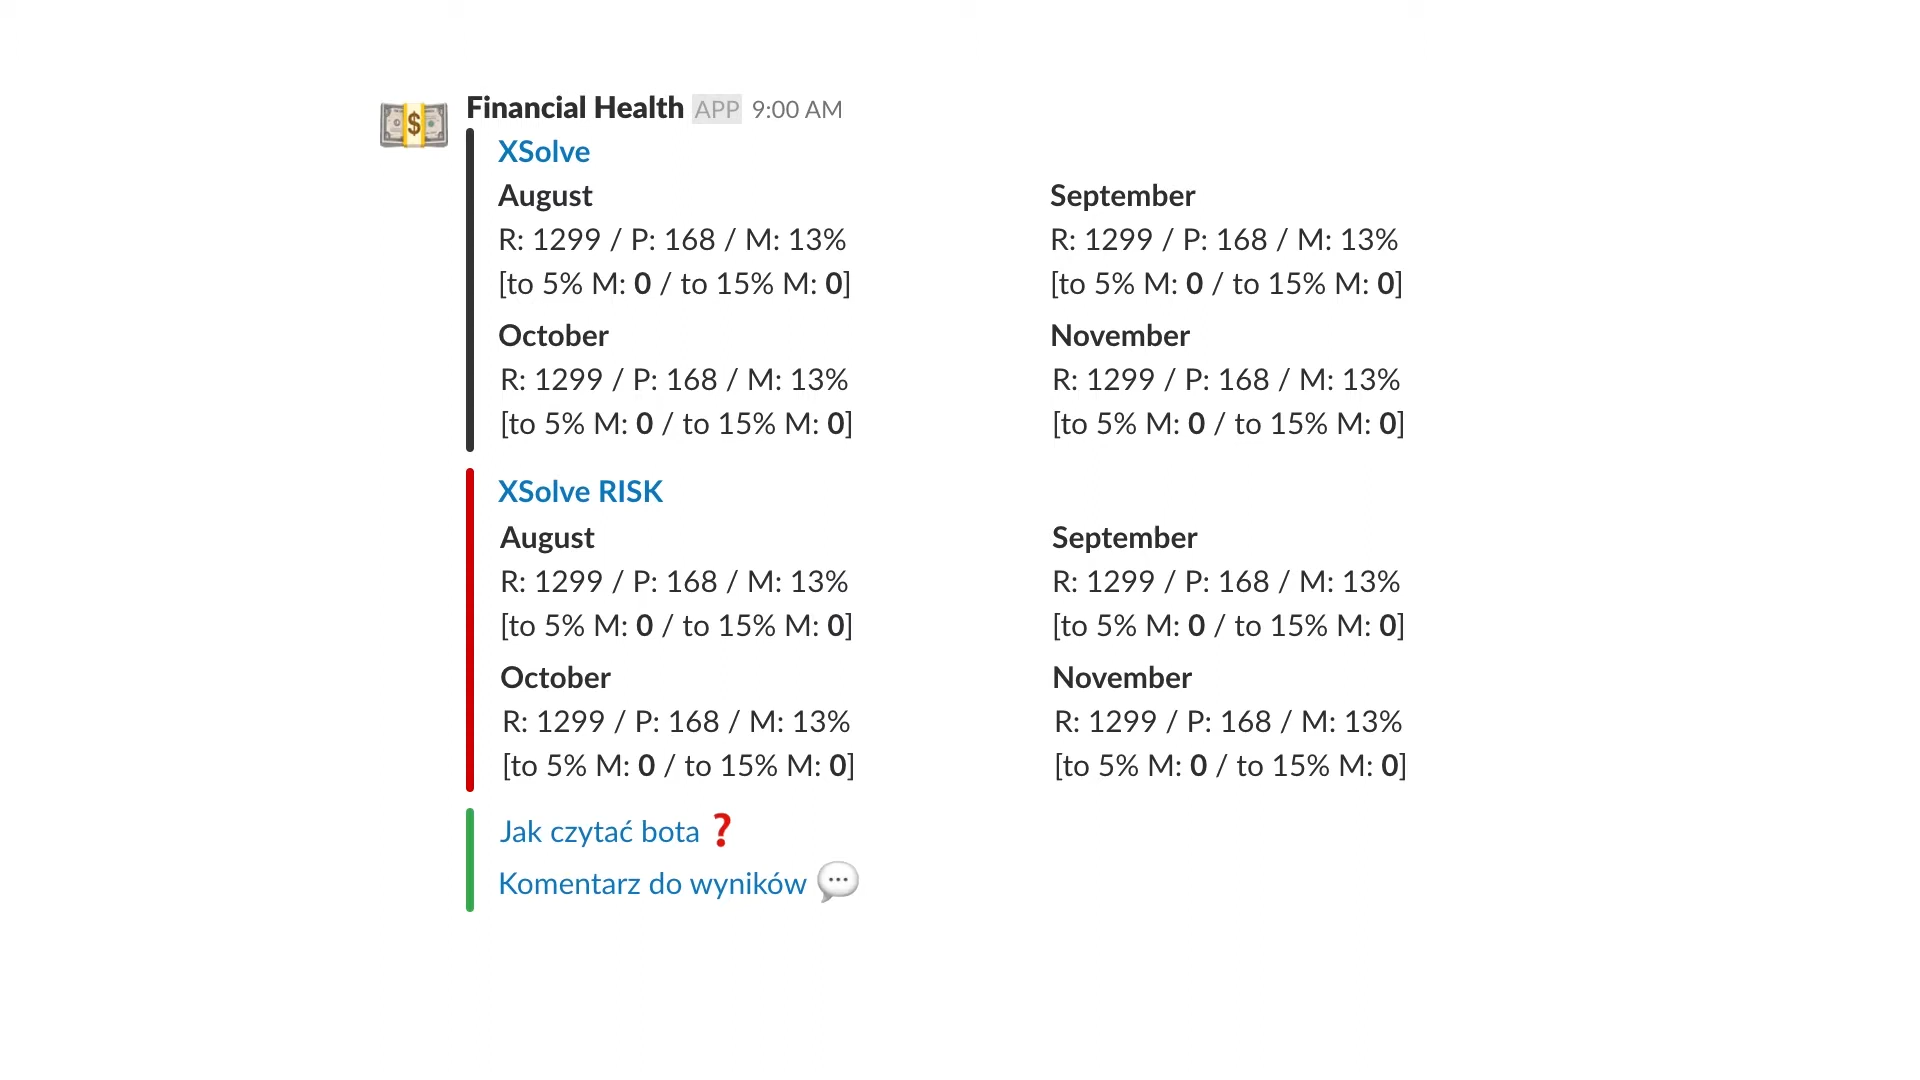 Financial Health APP 9:00 AM
XSolve
August
R: 1299 / P: 168 / M: 13%
[to 5% M: 0 / to 15% M: 0]
September
R: 1299 / P: 168 / M: 13%
[to 5% M: 0 / to 15% M: 0]
October
R: 1299 / P: 168 / M: 13%
[to 5% M: 0 / to 15% M: 0]
November
R: 1299 / P: 168 / M: 13%
[to 5% M: 0 / to 15% M: 0]
XSolve RISK
August
R: 1299 / P: 168 / M: 13%
[to 5% M: 0 / to 15% M: 0]
September
R: 1299 / P: 168 / M: 13%
[to 5% M: 0 / to 15% M: 0]
October
R: 1299 / P: 168 / M: 13%
[to 5% M: 0 / to 15% M: 0]
November
R: 1299 / P: 168 / M: 13%
[to 5% M: 0 / to 15% M: 0]
Jak czytać bota ❓
Komentarz do wyników 💬